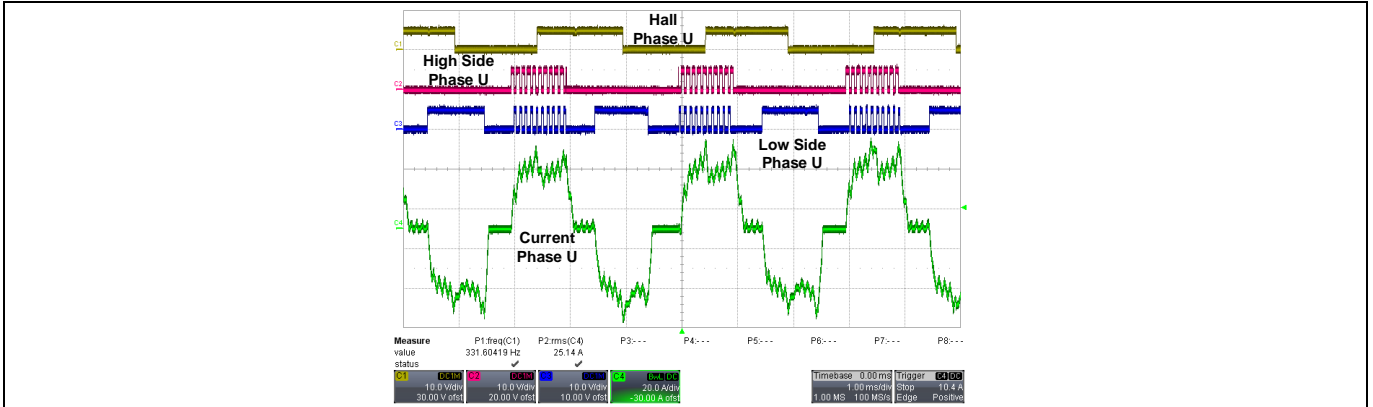 Hall
Phase U
C1
High Side
Phase U
C2
C3
Low Side
Phase U
C4
Current
Phase U
Measure P1:freq(C1) P2:rms(C4) P3:- - - P4:- - - P5:- - - P6:- - - P7:- - - P8:- - -
value 331.60419 Hz 25.14 A
status ✔ ✔
C1 DC1M C2 DC1M C3 DC1M C4 BwL DC Timebase 0.00 ms Trigger C4 DC
10.0 V/div 10.0 V/div 10.0 V/div 20.0 A/div 1.00 ms/div Stop 10.4 A
30.00 V ofst 20.00 V ofst 10.00 V ofst -30.00 A ofst 1.00 MS 100 MS/s Edge Positive